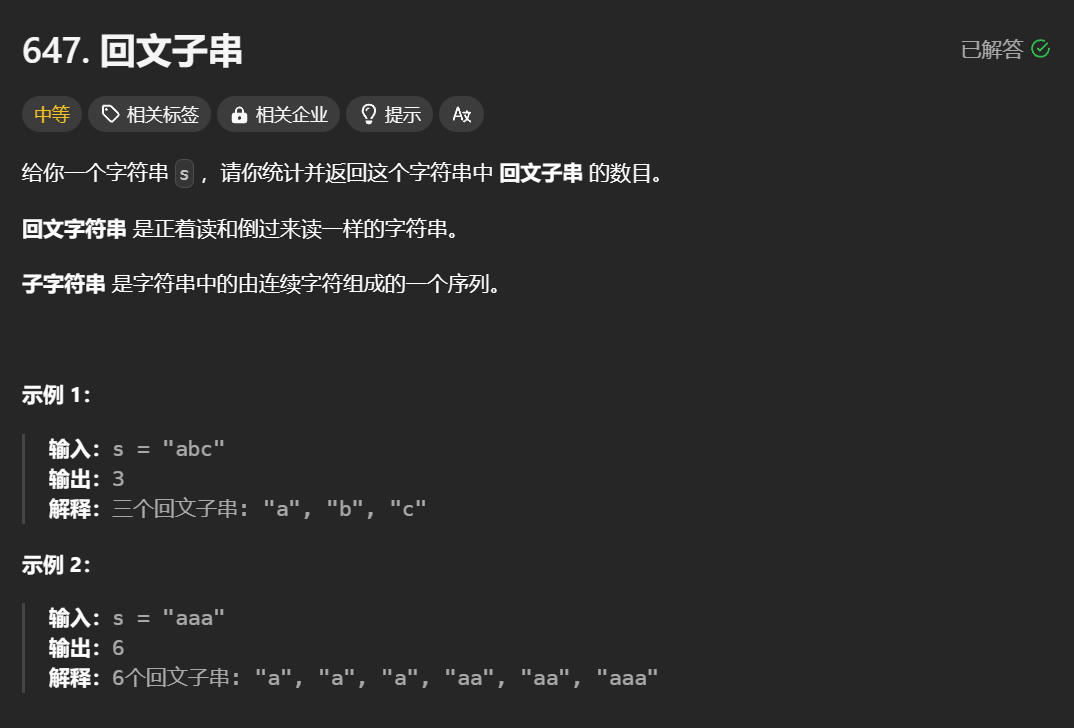 647. 回文子串
已解答
中等
相关标签
相关企业
提示
给你一个字符串 s ，请你统计并返回这个字符串中 回文子串 的数目。
回文字符串 是正着读和倒过来读一样的字符串。
子字符串 是字符串中的由连续字符组成的一个序列。
示例 1：
输入：s = "abc"
输出：3
解释：三个回文子串: "a", "b", "c"
示例 2：
输入：s = "aaa"
输出：6
解释：6个回文子串: "a", "a", "a", "aa", "aa", "aaa"